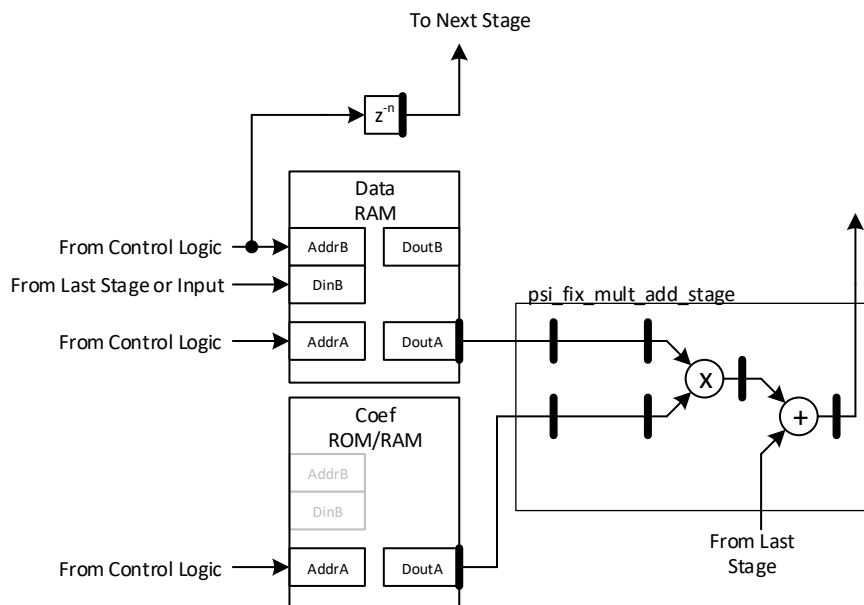 To Next Stage
z-n
Data
RAM
From Control Logic
AddrB
DoutB
From Last Stage or Input
DinB
psi_fix_mult_add_stage
From Control Logic
AddrA
DoutA
x
+
Coef
ROM/RAM
AddrB
DinB
From Control Logic
AddrA
DoutA
From Last
Stage